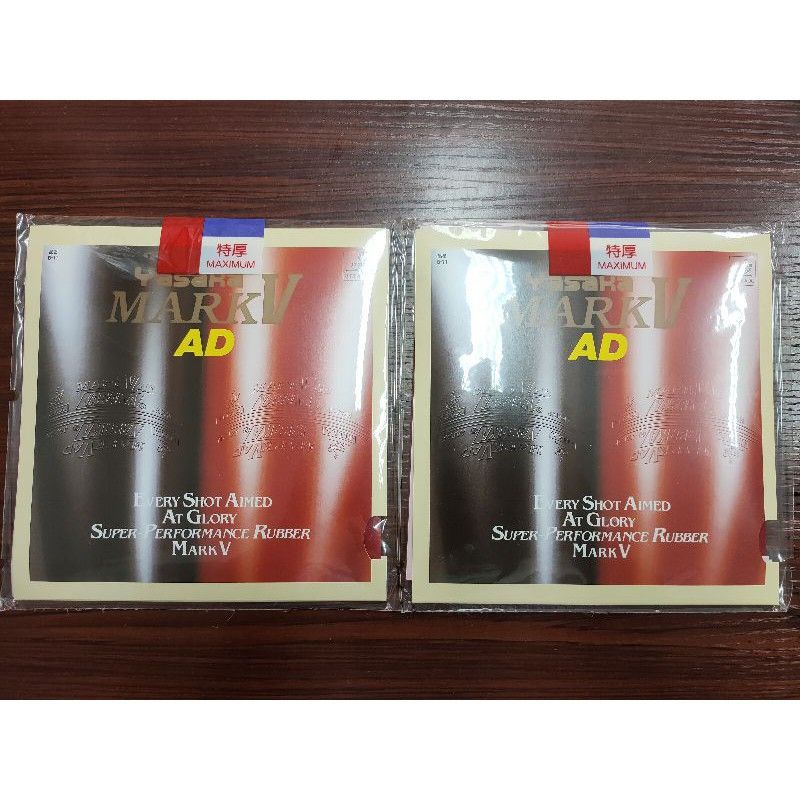 特厚
MAXIMUM
Yasaka
MARK V
AD
EVERY SHOT AIMED
AT GLORY
SUPER-PERFORMANCE RUBBER
MARK V
特厚
MAXIMUM
Yasaka
MARK V
AD
EVERY SHOT AIMED
AT GLORY
SUPER-PERFORMANCE RUBBER
MARK V